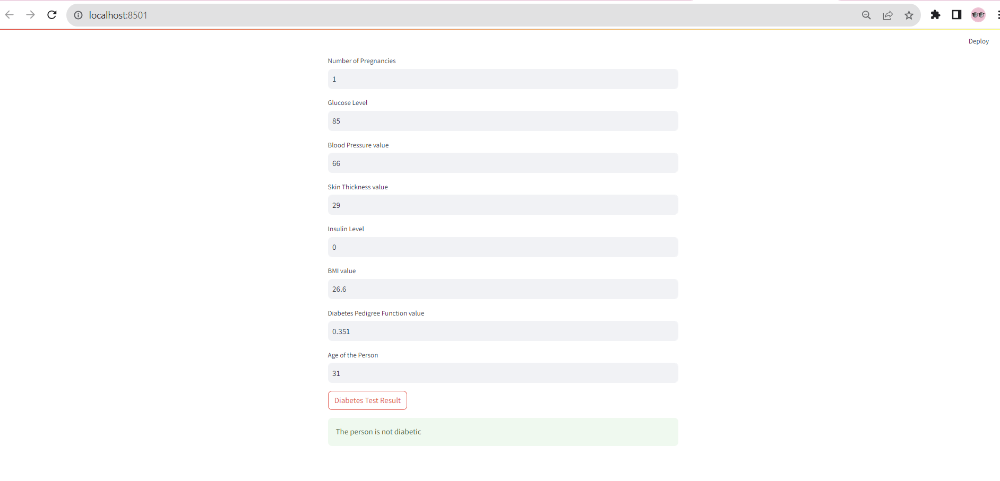 localhost:8501
Deploy
Number of Pregnancies
1
Glucose Level
85
Blood Pressure value
66
Skin Thickness value
29
Insulin Level
0
BMI value
26.6
Diabetes Pedigree Function value
0.351
Age of the Person
31
Diabetes Test Result
The person is not diabetic